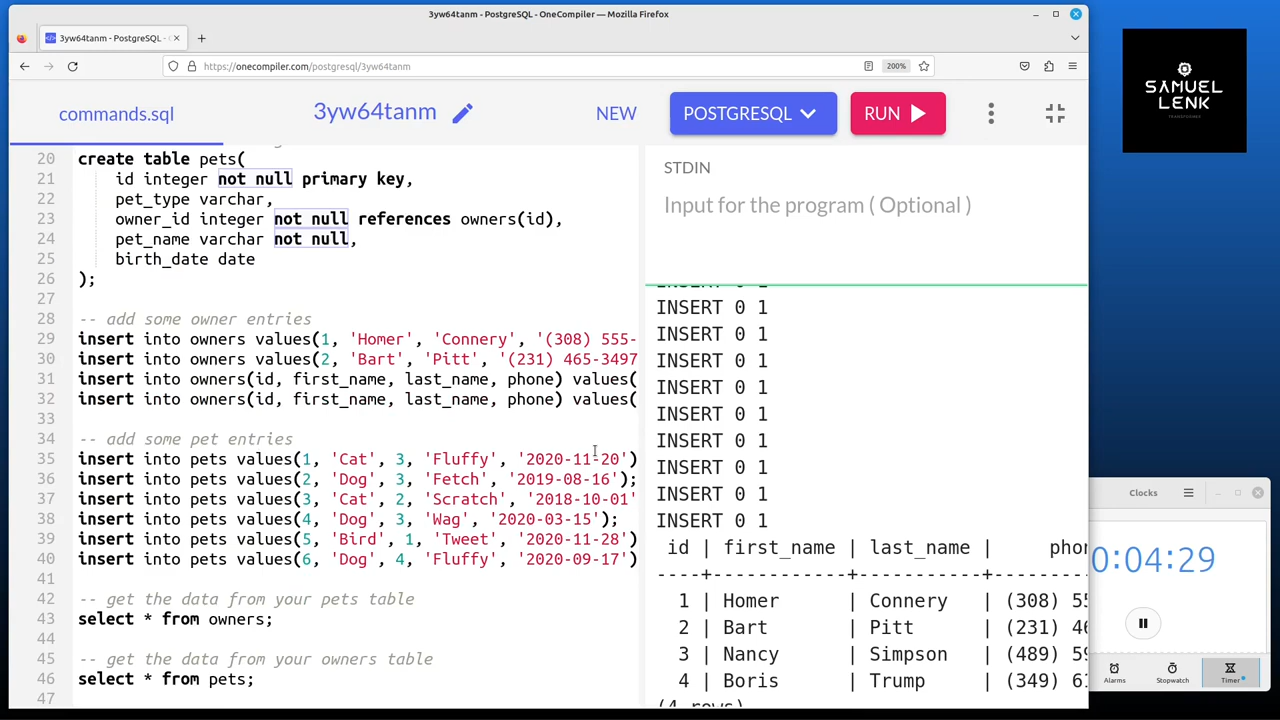 3yw64tanm - PostgreSQL - OneCompiler — Mozilla Firefox
3yw64tanm - PostgreSQL -
https://onecompiler.com/postgresql/3yw64tanm
200%
commands.sql
3yw64tanm
NEW
POSTGRESQL
RUN
20 create table pets(
21 id integer not null primary key,
22 pet_type varchar,
23 owner_id integer not null references owners(id),
24 pet_name varchar not null,
25 birth_date date
26 );
27
28 -- add some owner entries
29 insert into owners values(1, 'Homer', 'Connery', '(308) 555-
30 insert into owners values(2, 'Bart', 'Pitt', '(231) 465-3497
31 insert into owners(id, first_name, last_name, phone) values(
32 insert into owners(id, first_name, last_name, phone) values(
33
34 -- add some pet entries
35 insert into pets values(1, 'Cat', 3, 'Fluffy', '2020-11-20')
36 insert into pets values(2, 'Dog', 3, 'Fetch', '2019-08-16');
37 insert into pets values(3, 'Cat', 2, 'Scratch', '2018-10-01'
38 insert into pets values(4, 'Dog', 3, 'Wag', '2020-03-15');
39 insert into pets values(5, 'Bird', 1, 'Tweet', '2020-11-28')
40 insert into pets values(6, 'Dog', 4, 'Fluffy', '2020-09-17')
41
42 -- get the data from your pets table
43 select * from owners;
44
45 -- get the data from your owners table
46 select * from pets;
47
STDIN
Input for the program ( Optional )
INSERT 0 1
INSERT 0 1
INSERT 0 1
INSERT 0 1
INSERT 0 1
INSERT 0 1
INSERT 0 1
INSERT 0 1
INSERT 0 1
INSERT 0 1
id | first_name | last_name | phon
----+------------+-----------+--------
1 | Homer | Connery | (308) 55
2 | Bart | Pitt | (231) 46
3 | Nancy | Simpson | (489) 59
4 | Boris | Trump | (349) 61
(4 rows)
SAMUEL
LENK
Clocks
0:04:29
Alarms
Stopwatch
Timer